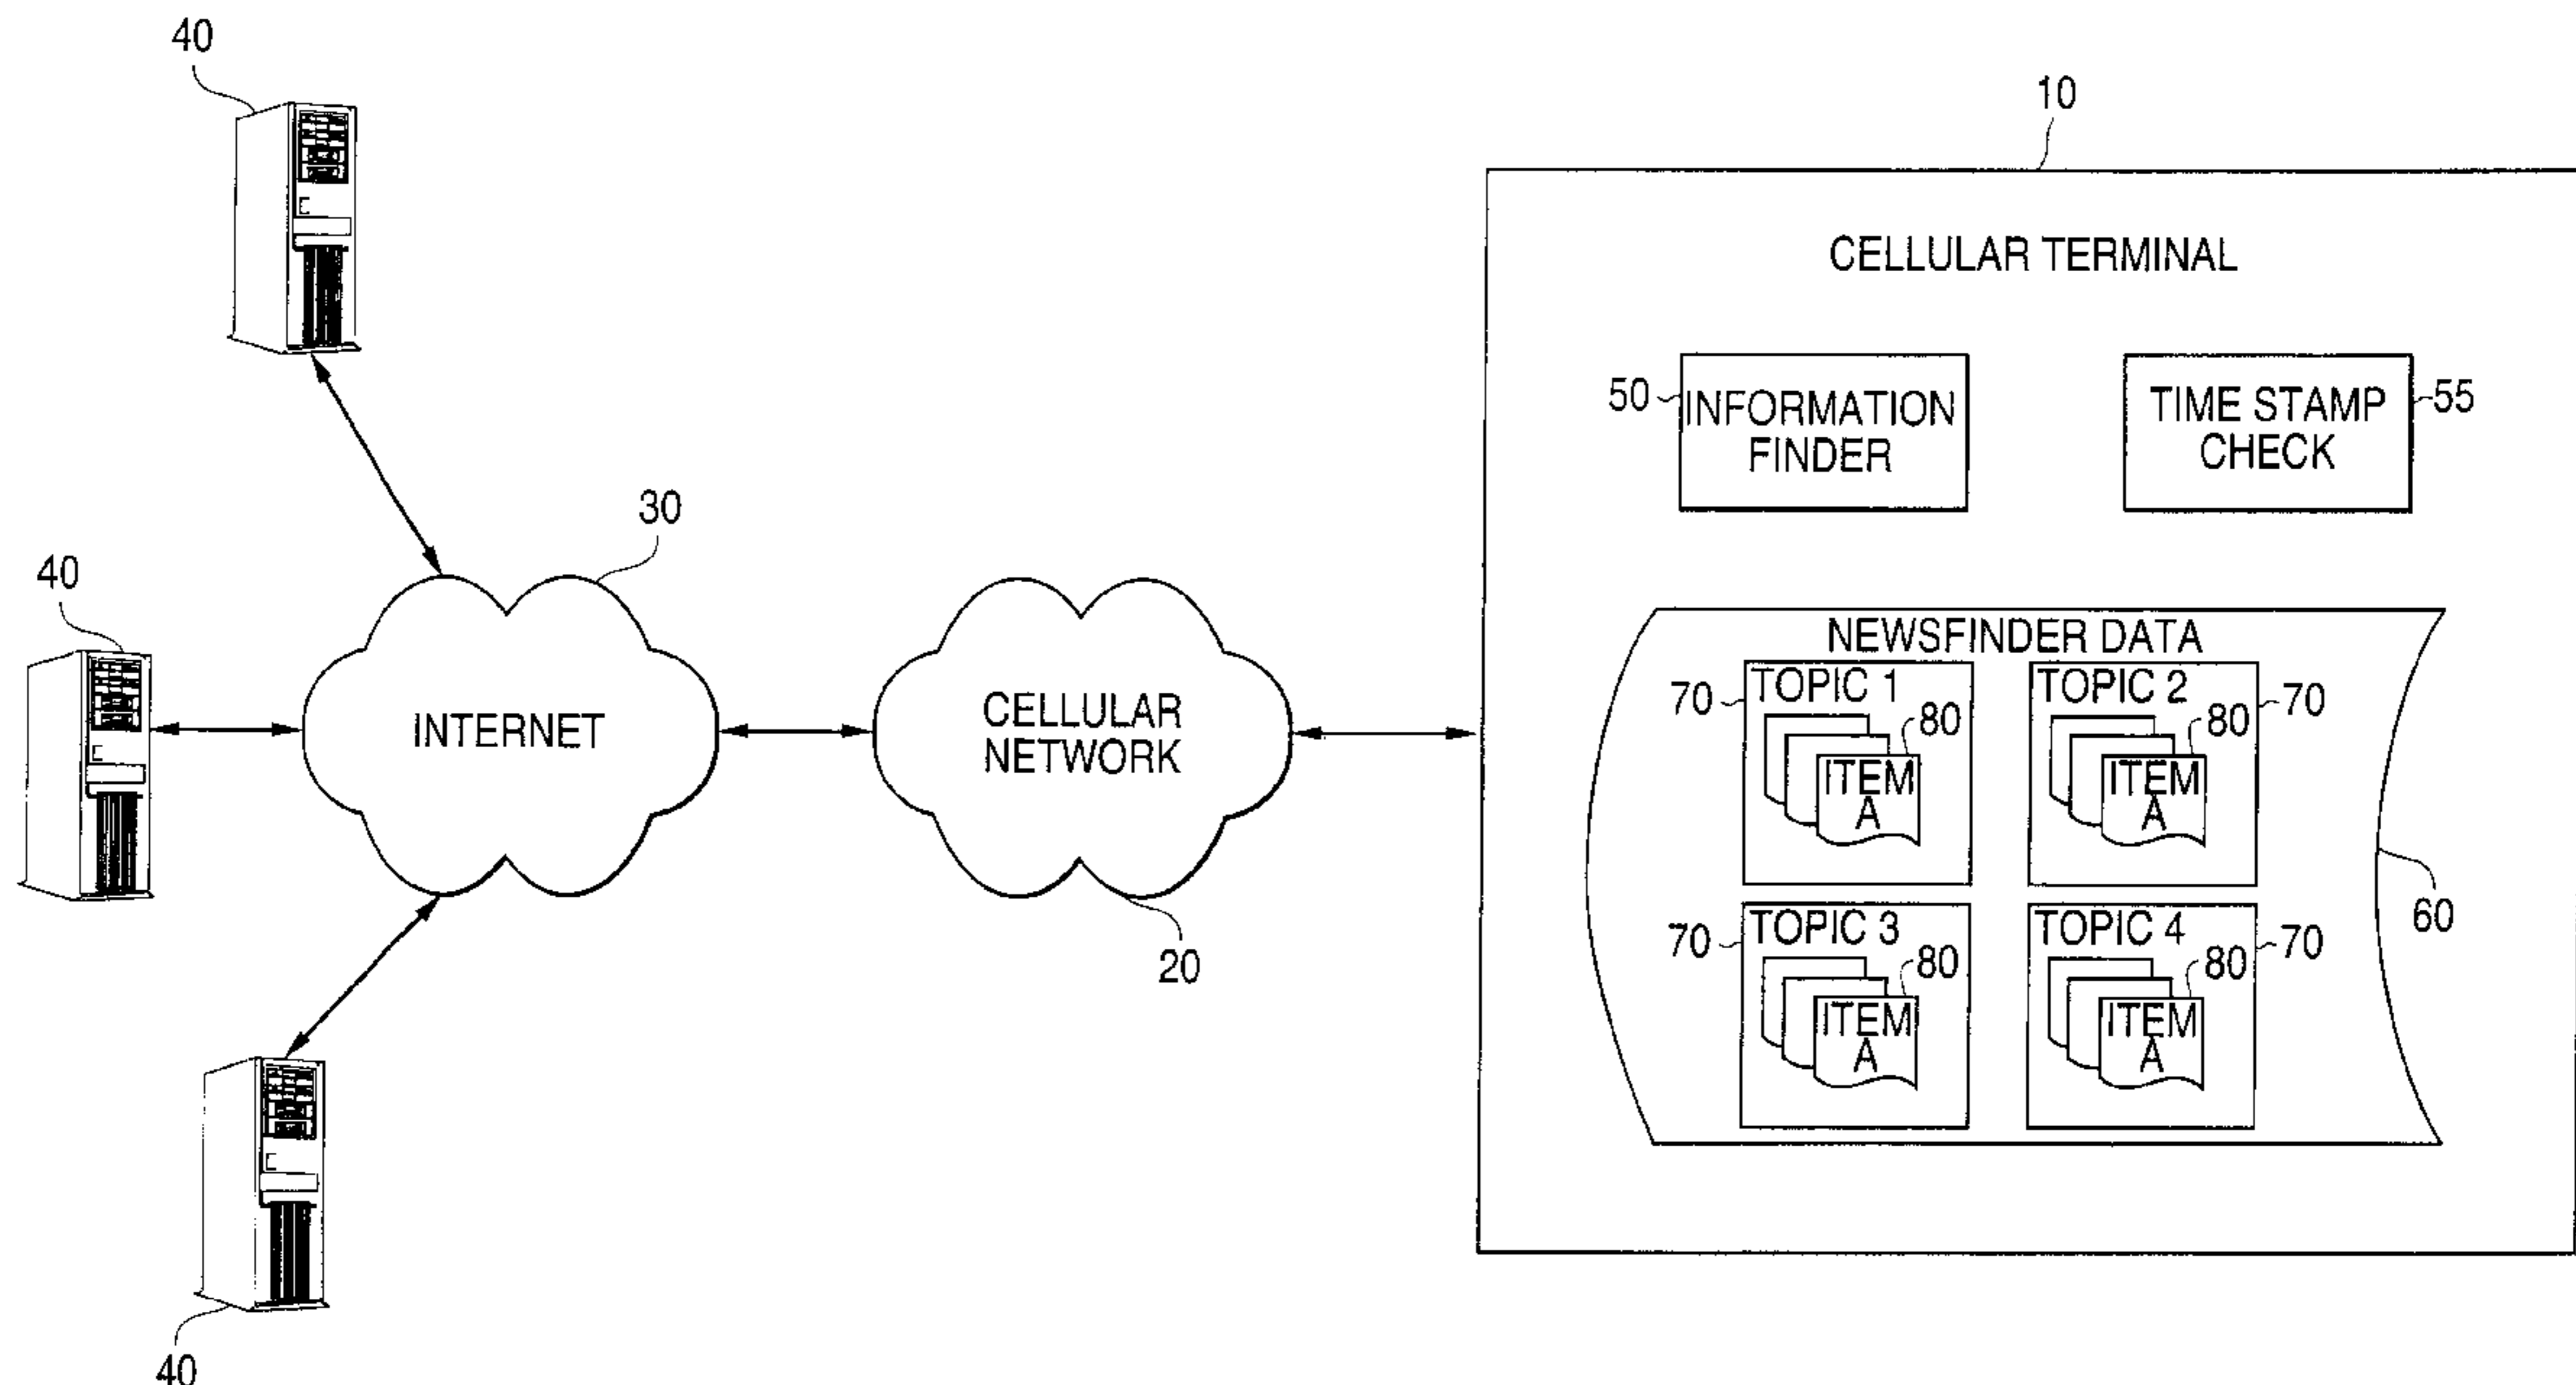 40
10
CELLULAR TERMINAL
50
INFORMATION
FINDER
TIME STAMP
CHECK
55
30
40
INTERNET
CELLULAR
NETWORK
20
NEWSFINDER DATA
70
TOPIC 1
80
ITEM
A
TOPIC 2
80
ITEM
A
70
70
TOPIC 3
80
ITEM
A
TOPIC 4
80
ITEM
A
70
60
40